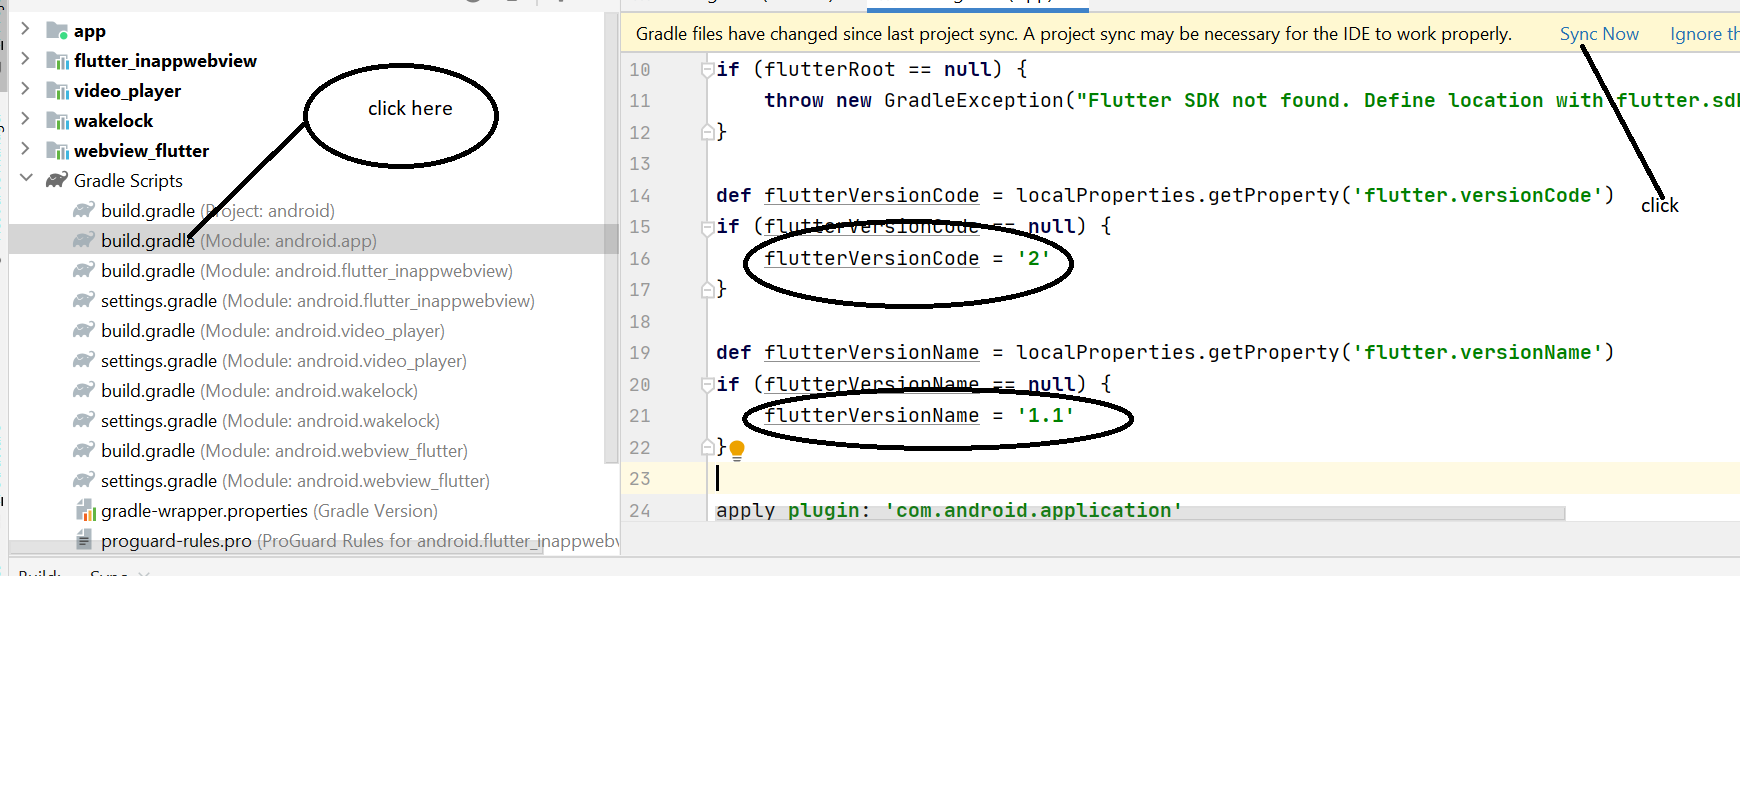 app
flutter_inappwebview
video_player
wakelock
webview_flutter
Gradle Scripts
build.gradle (Project: android)
build.gradle (Module: android.app)
build.gradle (Module: android.flutter_inappwebview)
settings.gradle (Module: android.flutter_inappwebview)
build.gradle (Module: android.video_player)
settings.gradle (Module: android.video_player)
build.gradle (Module: android.wakelock)
settings.gradle (Module: android.wakelock)
build.gradle (Module: android.webview_flutter)
settings.gradle (Module: android.webview_flutter)
gradle-wrapper.properties (Gradle Version)
proguard-rules.pro (ProGuard Rules for android.flutter_inappwebv
click here
Gradle files have changed since last project sync. A project sync may be necessary for the IDE to work properly. Sync Now Ignore th
click
10 if (flutterRoot == null) {
11 throw new GradleException("Flutter SDK not found. Define location with flutter.sd
12 }
13
14 def flutterVersionCode = localProperties.getProperty('flutter.versionCode')
15 if (flutterVersionCode == null) {
16 flutterVersionCode = '2'
17 }
18
19 def flutterVersionName = localProperties.getProperty('flutter.versionName')
20 if (flutterVersionName == null) {
21 flutterVersionName = '1.1'
22 }
23
24 apply plugin: 'com.android.application'
Build: Sync